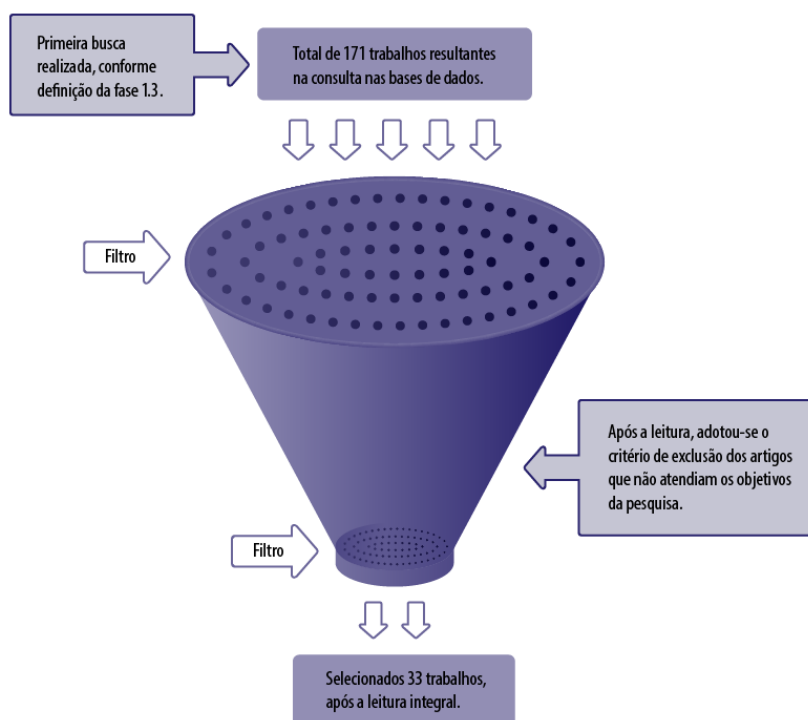 Primeira busca
realizada, conforme
definição da fase 1.3.
Total de 171 trabalhos resultantes
na consulta nas bases de dados.
Filtro
Após a leitura, adotou-se o
critério de exclusão dos artigos
que não atendiam os objetivos
da pesquisa.
Filtro
Selecionados 33 trabalhos,
após a leitura integral.